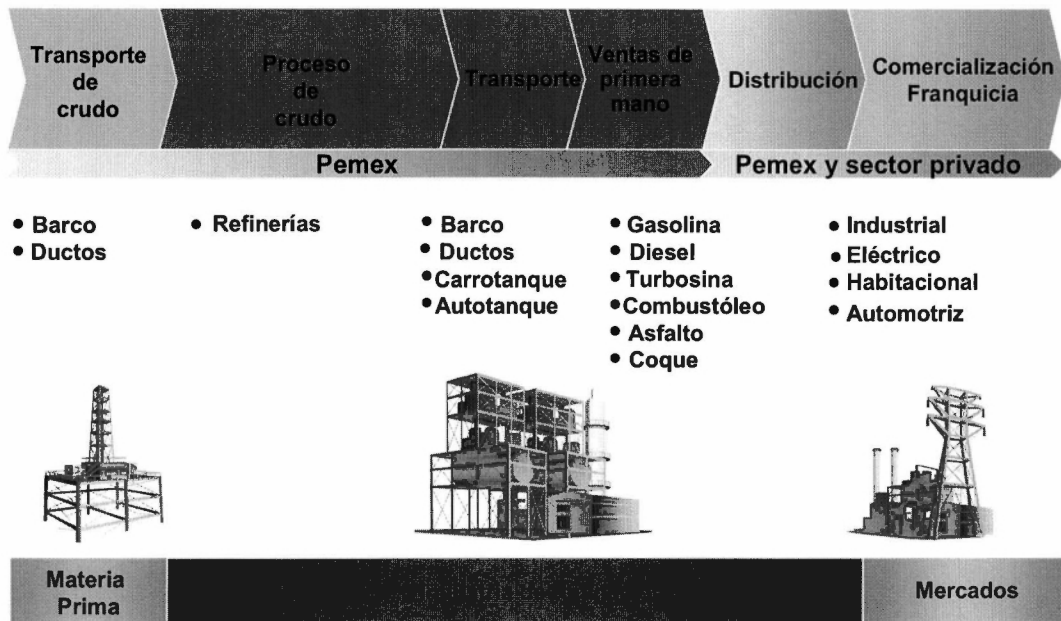 Transporte
de
crudo
Proceso
de
crudo
Transporte
Ventas de
primera
mano
Distribución
Comercialización
Franquicia
Pemex
Pemex y sector privado
• Barco
• Ductos
• Refinerías
• Barco
• Ductos
• Carrotanque
• Autotanque
• Gasolina
• Diesel
• Turbosina
• Combustóleo
• Asfalto
• Coque
• Industrial
• Eléctrico
• Habitacional
• Automotriz
Materia
Prima
Mercados